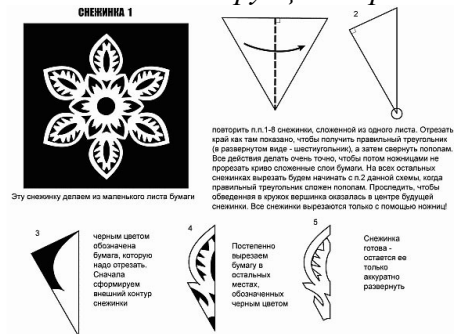 СНЕЖИНКА 1
Эту снежинку делаем из маленького листа бумаги
2
повторить п.п.1-8 снежинки, сложенной из одного листа. Отрезать
край как там показано, чтобы получить правильный треугольник
(в развернутом виде - шестиугольник), а затем свернуть пополам.
Все действия делать очень точно, чтобы потом ножницами не
прорезать криво сложенные слои бумаги. На всех остальных
снежинках вырезать будем начинать с п.2 данной схемы, когда
правильный треугольник сложен пополам. Проследить, чтобы
обведенная в кружок вершинка оказалась в центре будущей
снежинки. Все снежинки вырезаются только с помощью ножниц!
3
черным цветом
обозначена
бумага, которую
надо отрезать.
Сначала
сформируем
внешний контур
снежинки
4
Постепенно
вырезаем
бумагу в
остальных
местах,
обозначенных
черным цветом
5
Снежинка
готова -
остается ее
только
аккуратно
развернуть